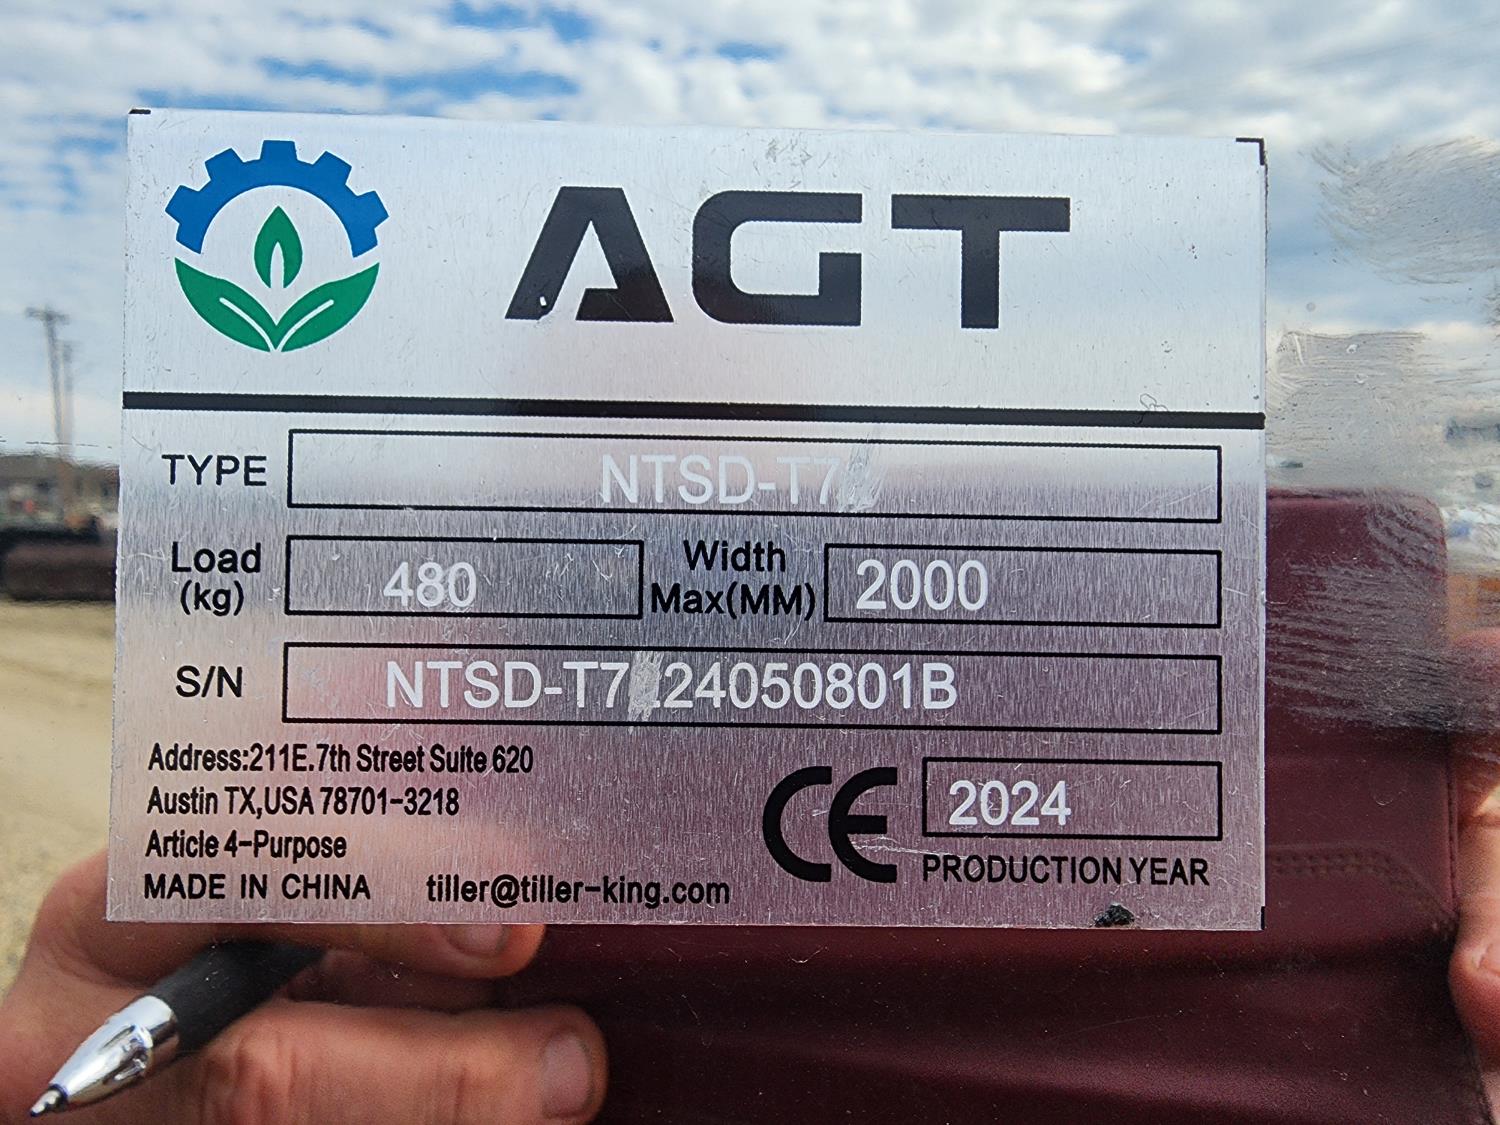 AGT
TYPE NTSD-T7
Load (kg) 480 Width Max(MM) 2000
S/N NTSD-T7 24050801B
Address:211E.7th Street Suite 620
Austin TX,USA 78701-3218
Article 4-Purpose
MADE IN CHINA tiller@tiller-king.com
CE 2024
PRODUCTION YEAR